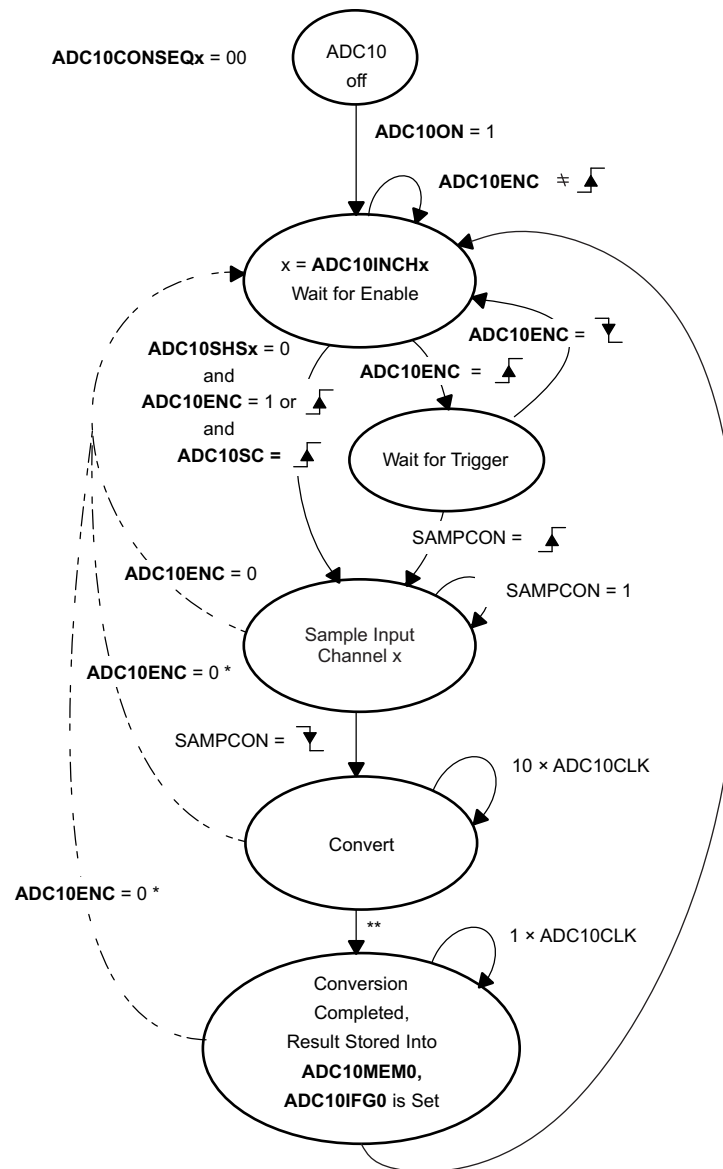 ADC10CONSEQx = 00
ADC10
off
ADC10ON = 1
ADC10ENC ≠
x = ADC10INCHx
Wait for Enable
ADC10SHSx = 0
and
ADC10ENC = 1 or
and
ADC10SC =
ADC10ENC =
ADC10ENC =
Wait for Trigger
SAMPCON =
ADC10ENC = 0
SAMPCON = 1
Sample Input
Channel x
ADC10ENC = 0 *
SAMPCON =
10 × ADC10CLK
Convert
ADC10ENC = 0 *
**
1 × ADC10CLK
Conversion
Completed,
Result Stored Into
ADC10MEM0,
ADC10IFG0 is Set